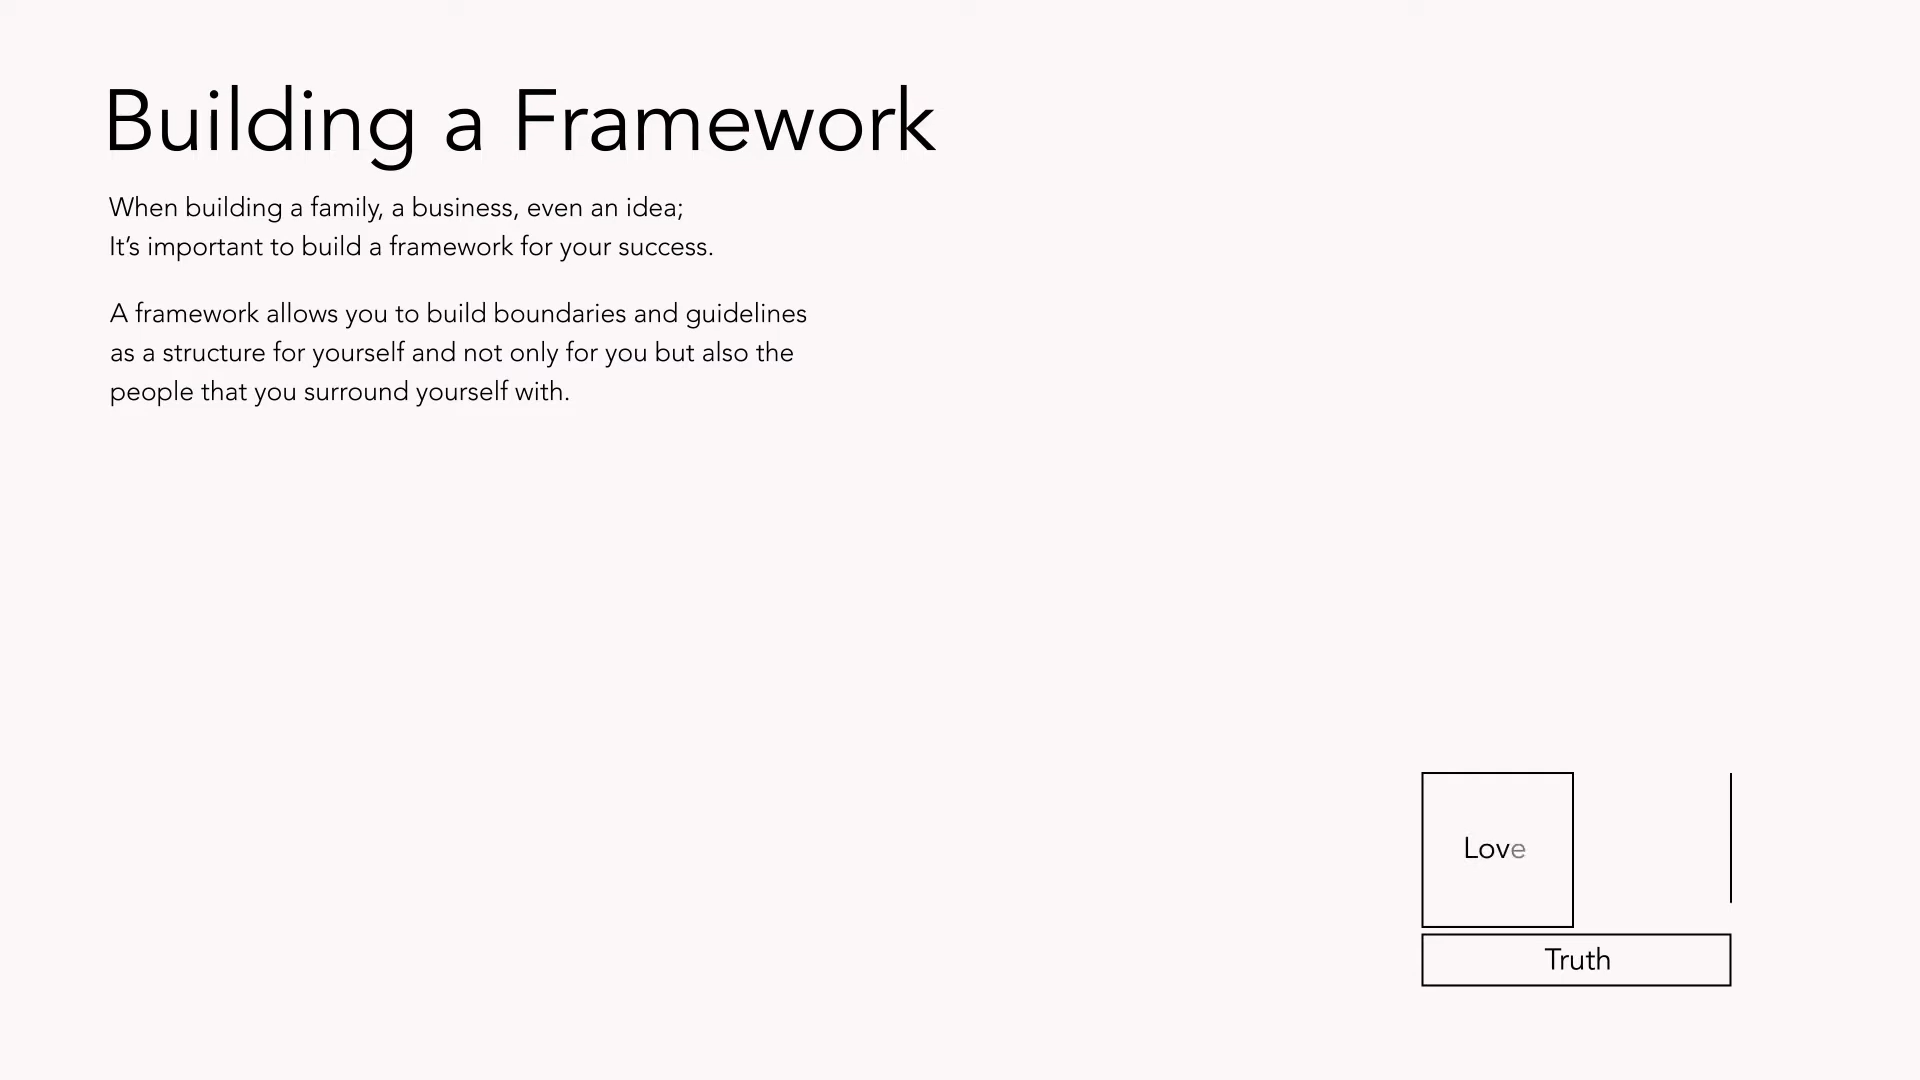 Building a Framework
When building a family, a business, even an idea;
It’s important to build a framework for your success.
A framework allows you to build boundaries and guidelines
as a structure for yourself and not only for you but also the
people that you surround yourself with.
Love
Truth